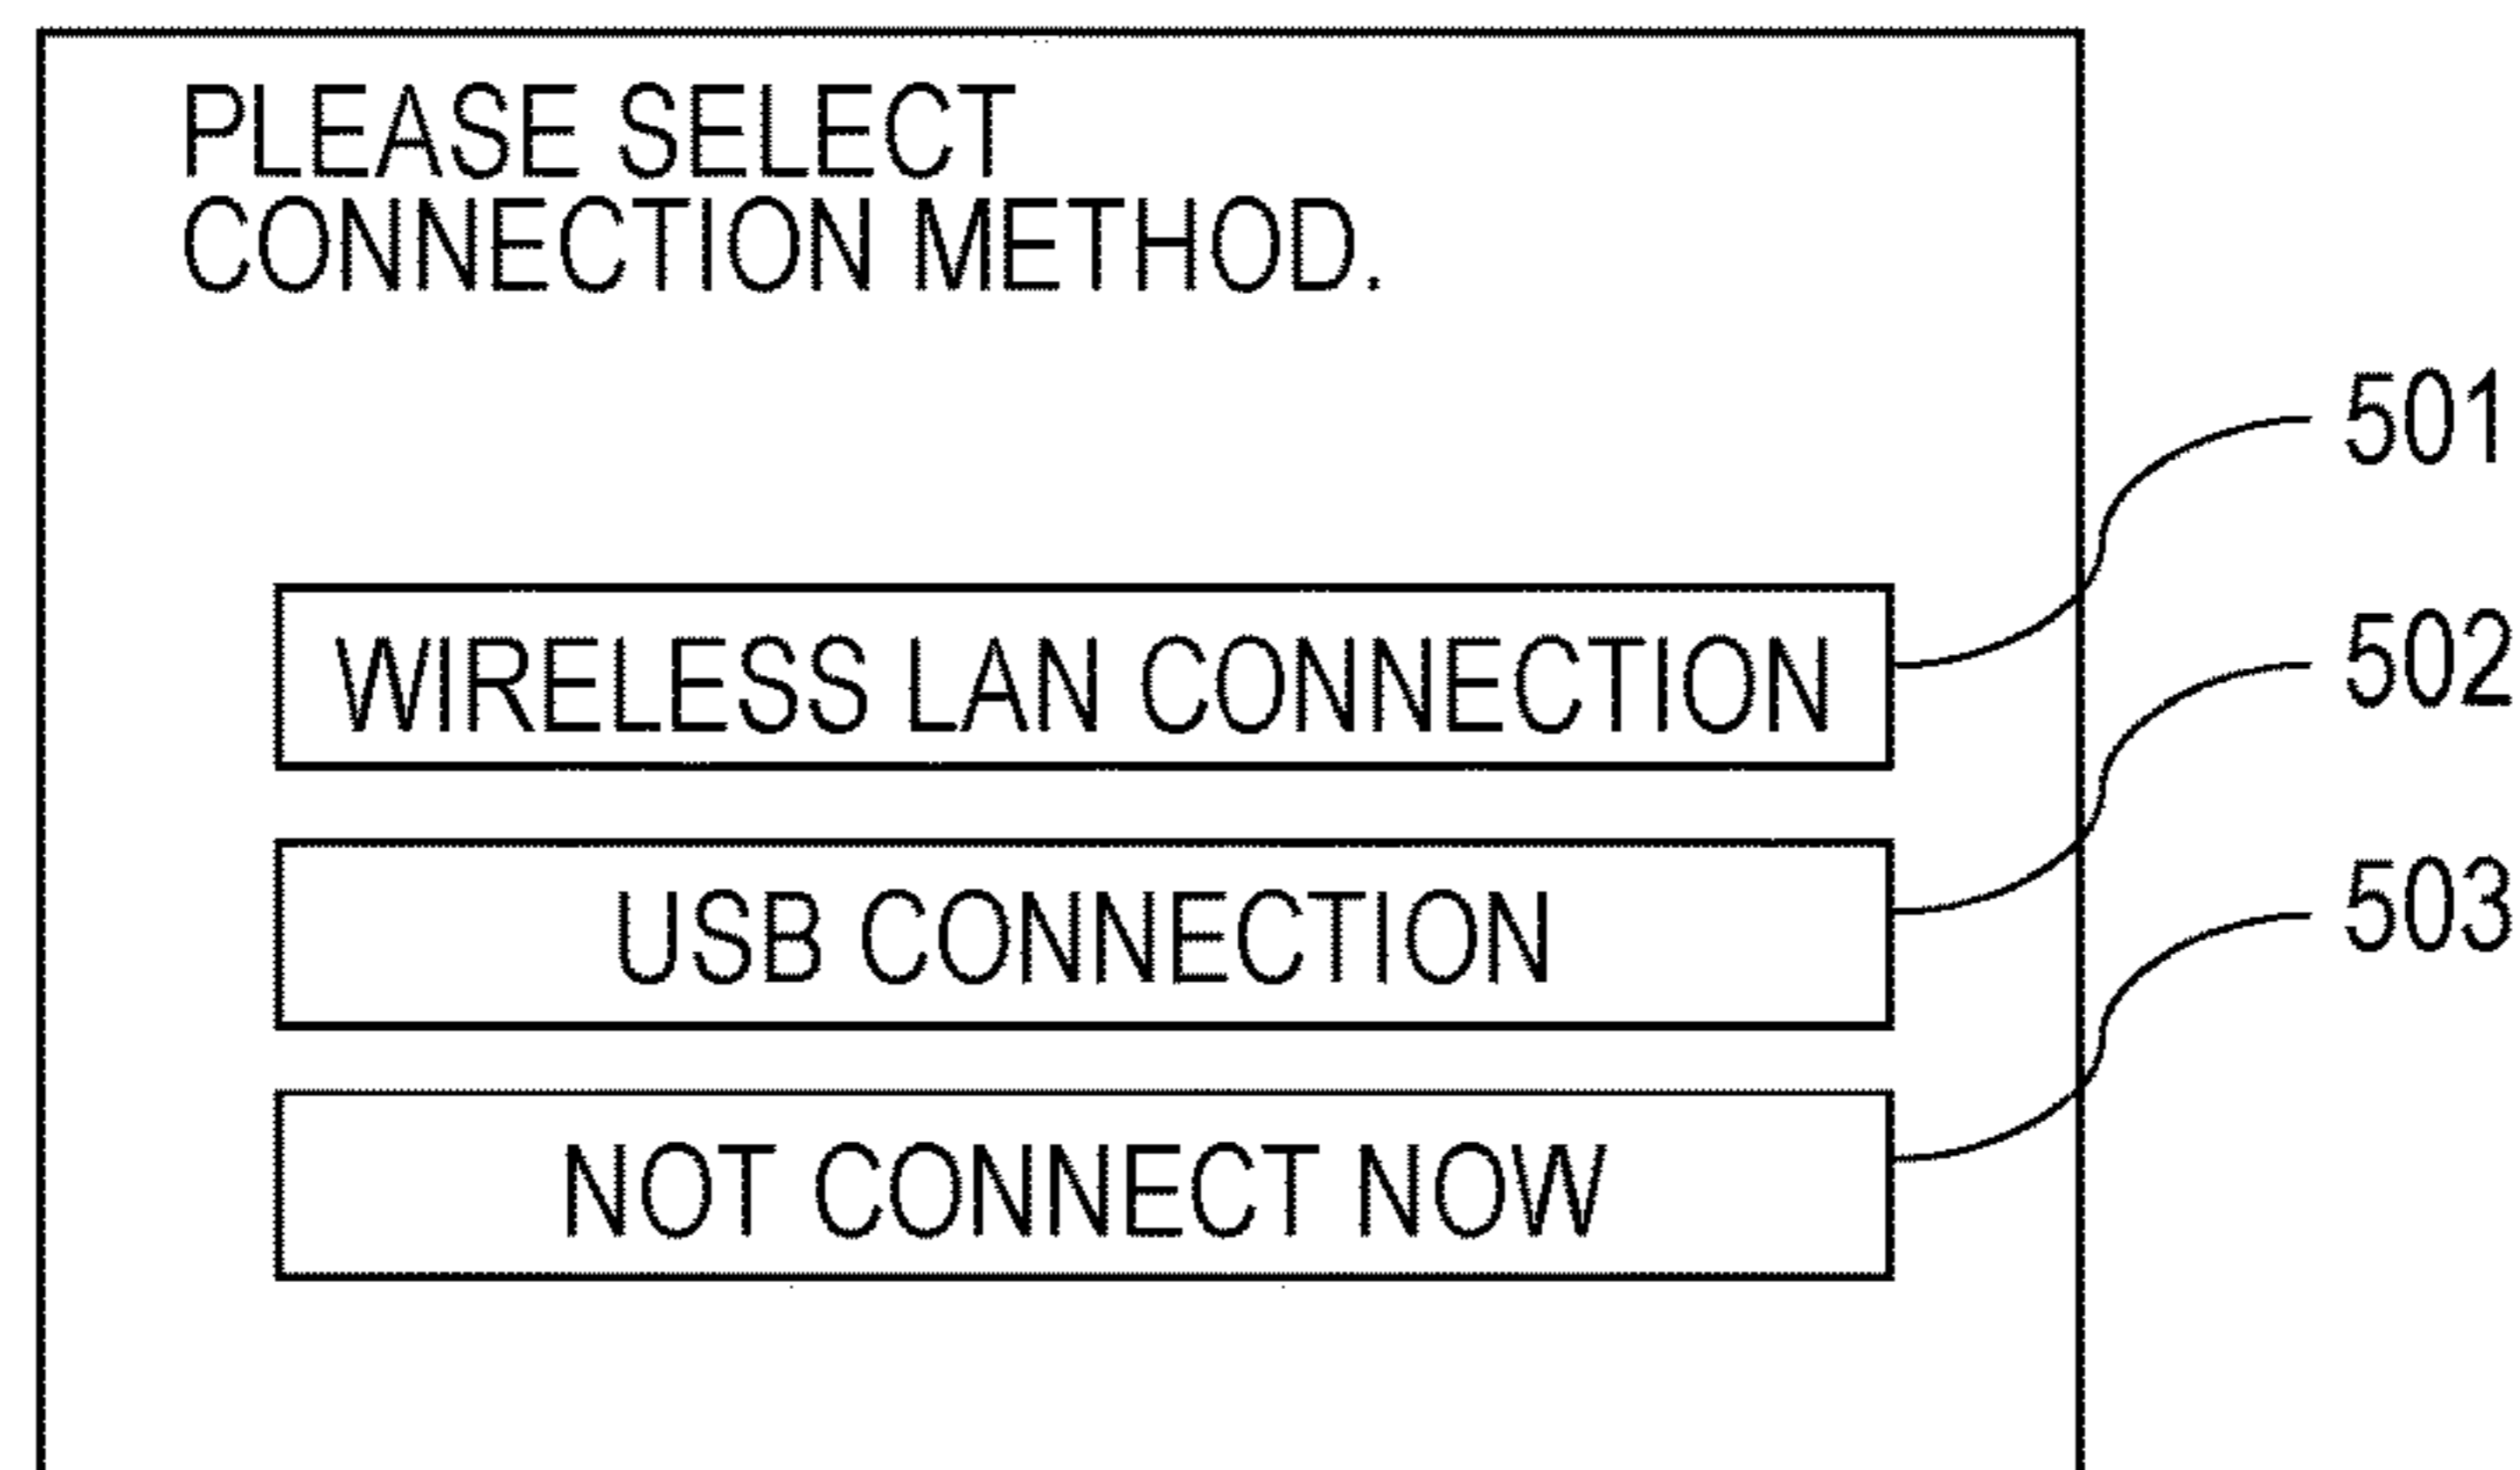 PLEASE SELECT
CONNECTION METHOD.
501
WIRELESS LAN CONNECTION
502
USB CONNECTION
503
NOT CONNECT NOW